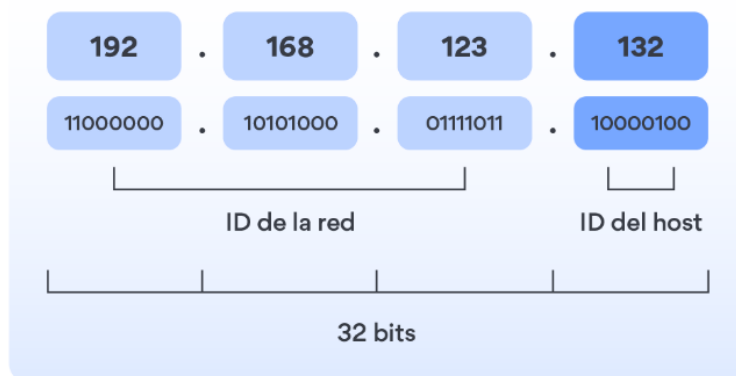 192 . 168 . 123 . 132
11000000 . 10101000 . 01111011 . 10000100
ID de la red ID del host
32 bits